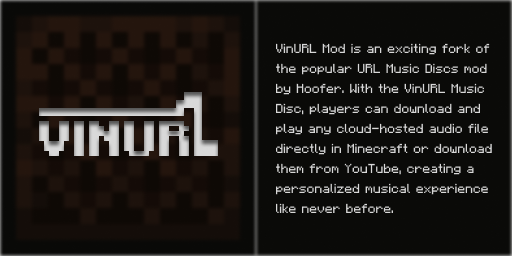 VINURL
VinURL Mod is an exciting fork of
the popular URL Music Discs mod
by Hoofer. With the VinURL Music
Disc, players can download and
play any cloud-hosted audio file
directly in Minecraft or download
them from YouTube, creating a
personalized musical experience
like never before.